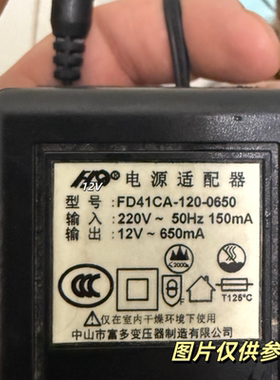 HP®电源适配器
12V
型号：FD41CA-120-0650
输入：220V～ 50Hz 150mA
输出：12V～ 650mA
2000
T125℃
仅在室内干燥环境下使用
中山市富多变压器制造有限公司
图片仅供参